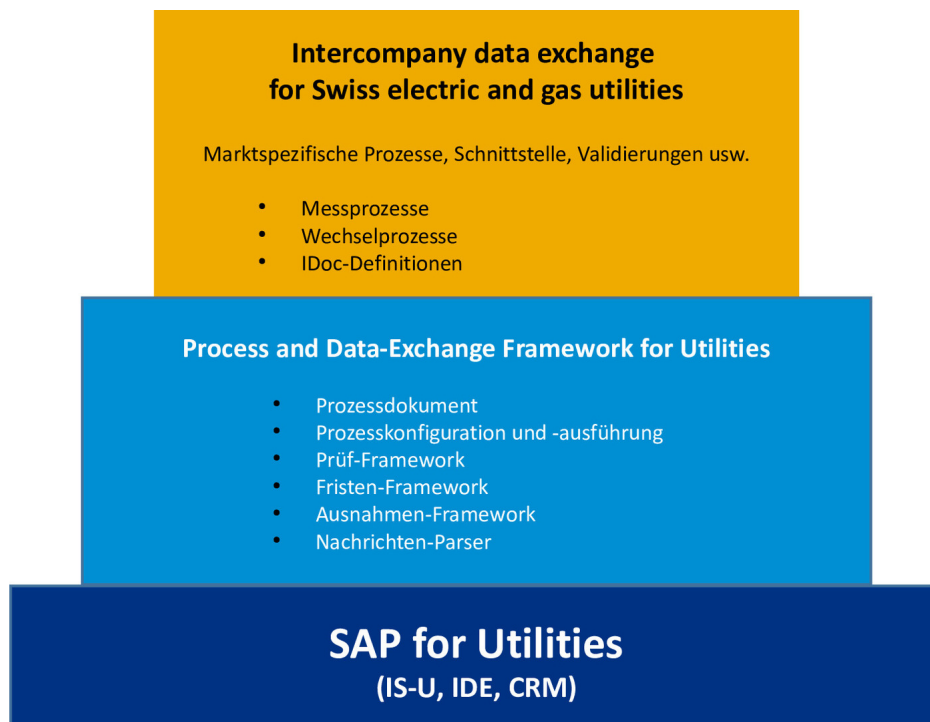 Intercompany data exchange
for Swiss electric and gas utilities
Marktspezifische Prozesse, Schnittstelle, Validierungen usw.
• Messprozesse
• Wechselprozesse
• IDoc-Definitionen
Process and Data-Exchange Framework for Utilities
• Prozessdokument
• Prozesskonfiguration und -ausführung
• Prüf-Framework
• Fristen-Framework
• Ausnahmen-Framework
• Nachrichten-Parser
SAP for Utilities
(IS-U, IDE, CRM)